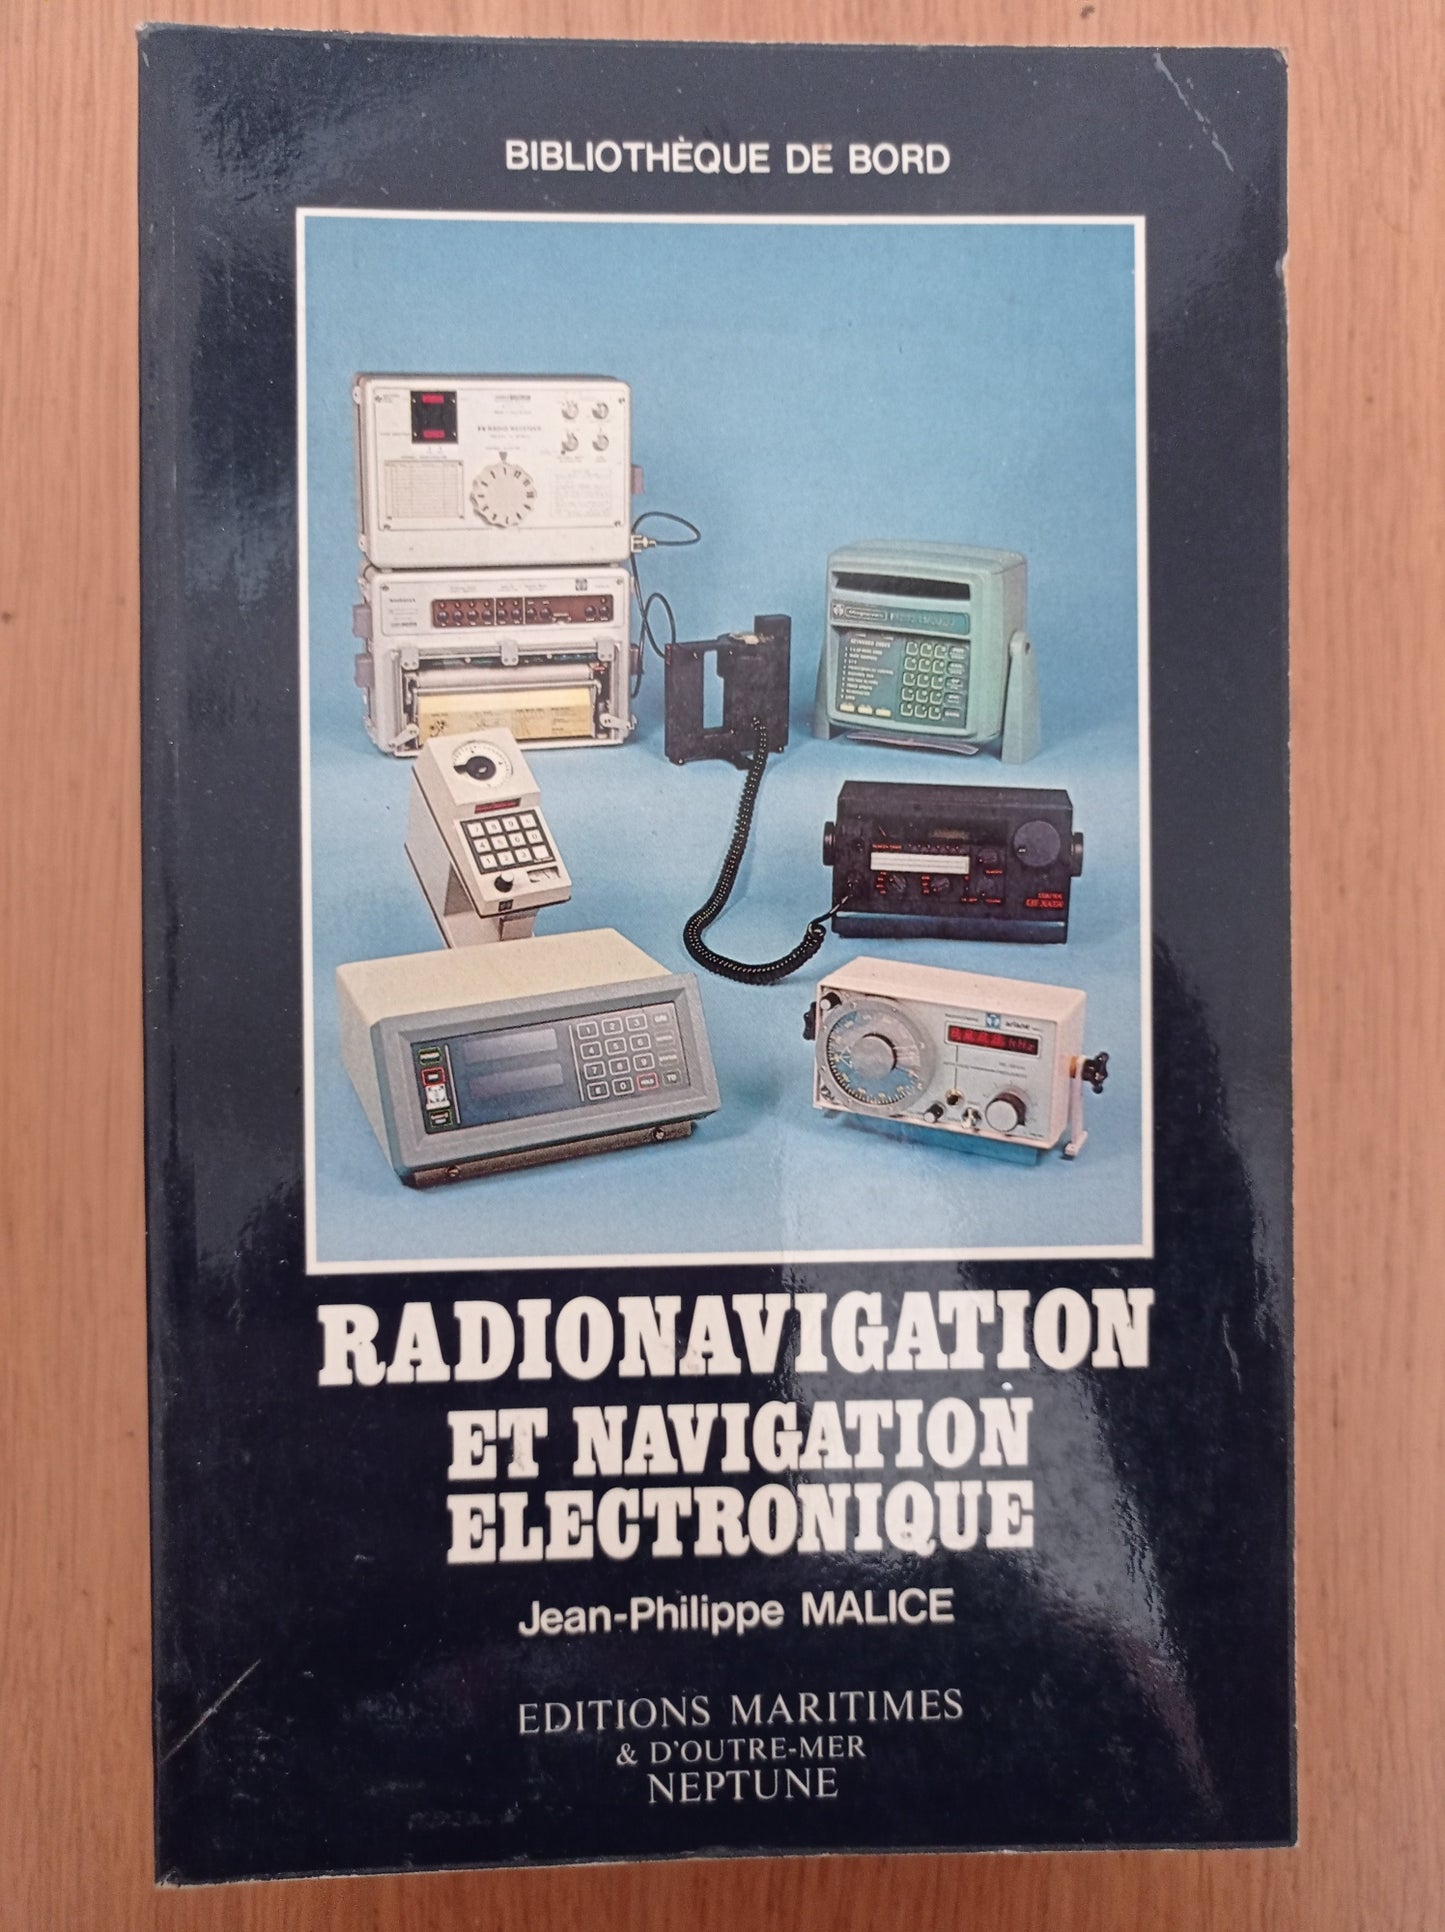 BIBLIOTHÈQUE DE BORD
RADIONAVIGATION
ET NAVIGATION
ELECTRONIQUE
Jean-Philippe MALICE
EDITIONS MARITIMES
& D'OUTRE-MER
NEPTUNE